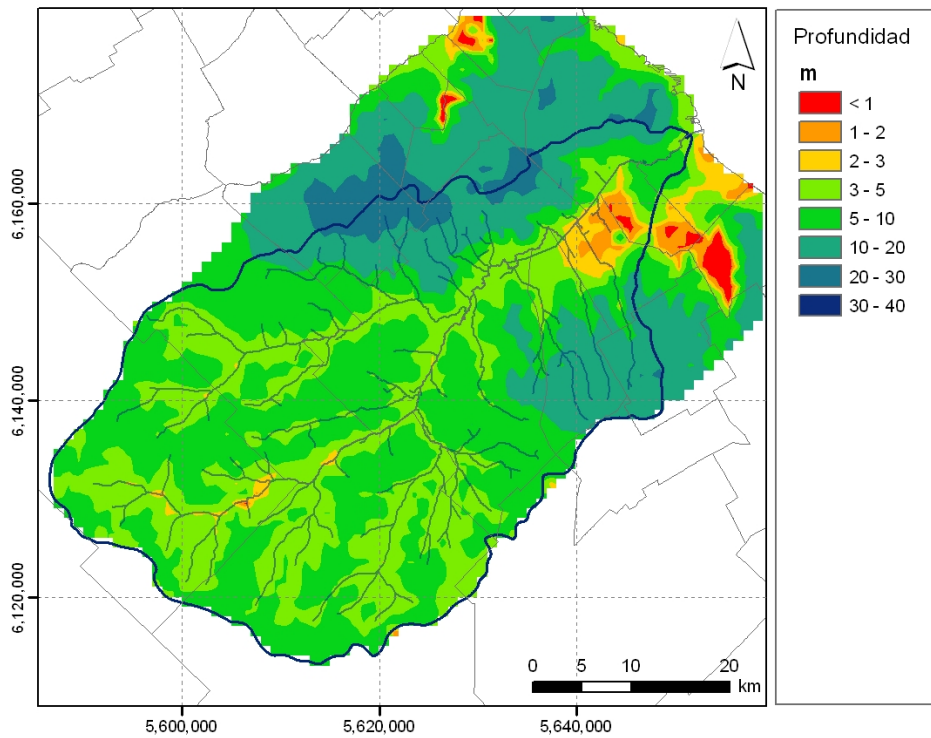 N
6,160,000
6,140,000
6,120,000
5,600,000
5,620,000
5,640,000
0 5 10 20
km
Profundidad
m
< 1
1 - 2
2 - 3
3 - 5
5 - 10
10 - 20
20 - 30
30 - 40